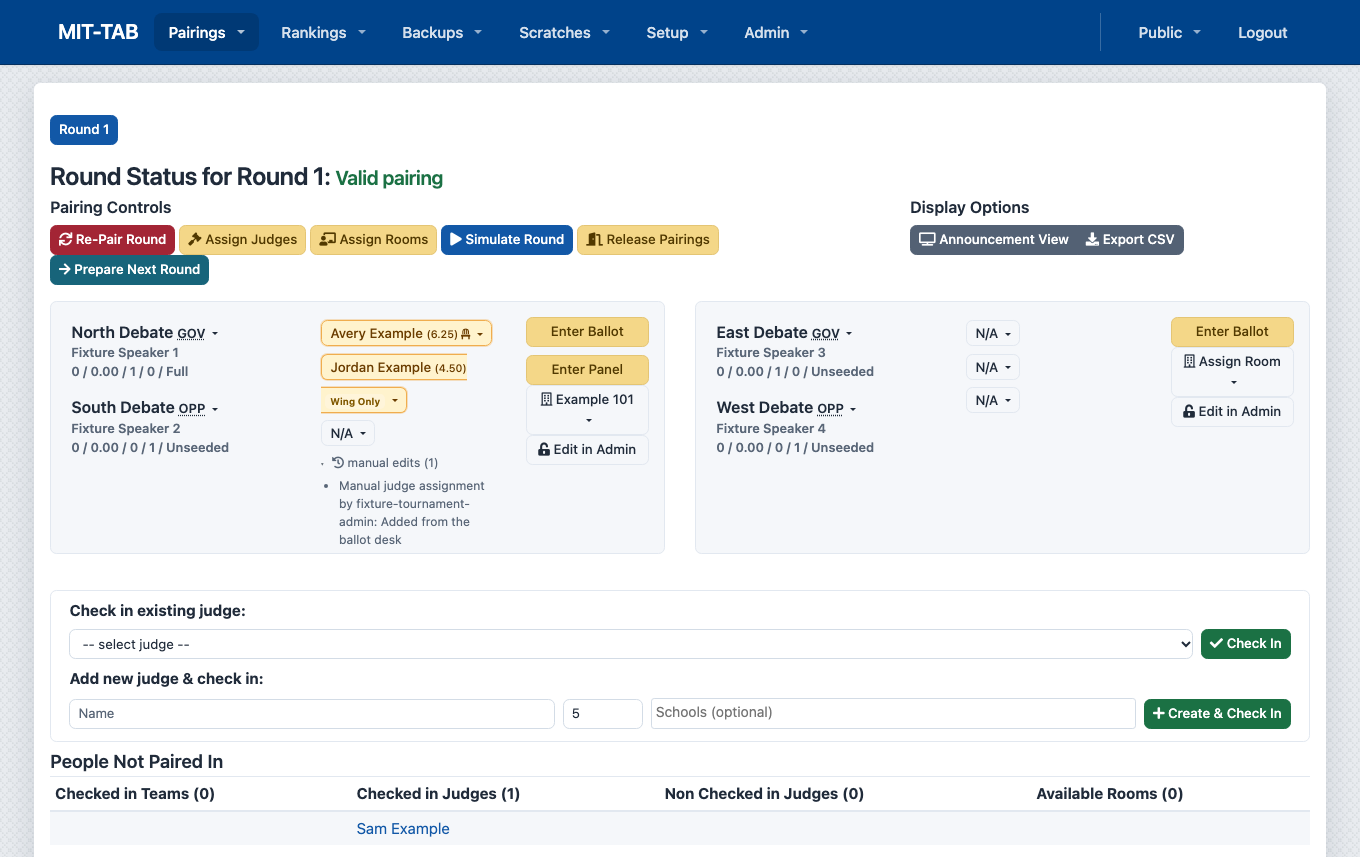 MIT-TAB Pairings Rankings Backups Scratches Setup Admin Public Logout
Round 1
Round Status for Round 1: Valid pairing
Pairing Controls
Re-Pair Round Assign Judges Assign Rooms Simulate Round Release Pairings
Prepare Next Round
Display Options
Announcement View Export CSV
North Debate GOV
Fixture Speaker 1
0 / 0.00 / 1 / 0 / Full
South Debate OPP
Fixture Speaker 2
0 / 0.00 / 0 / 1 / Unseeded
Avery Example (6.25)
Jordan Example (4.50)
Wing Only
N/A
manual edits (1)
Manual judge assignment
by fixture-tournament-
admin: Added from the
ballot desk
Enter Ballot
Enter Panel
Example 101
Edit in Admin
East Debate GOV
Fixture Speaker 3
0 / 0.00 / 1 / 0 / Unseeded
West Debate OPP
Fixture Speaker 4
0 / 0.00 / 0 / 1 / Unseeded
N/A
N/A
N/A
Enter Ballot
Assign Room
Edit in Admin
Check in existing judge:
-- select judge -- Check In
Add new judge & check in:
Name 5 Schools (optional) Create & Check In
People Not Paired In
Checked in Teams (0) Checked in Judges (1) Non Checked in Judges (0) Available Rooms (0)
Sam Example